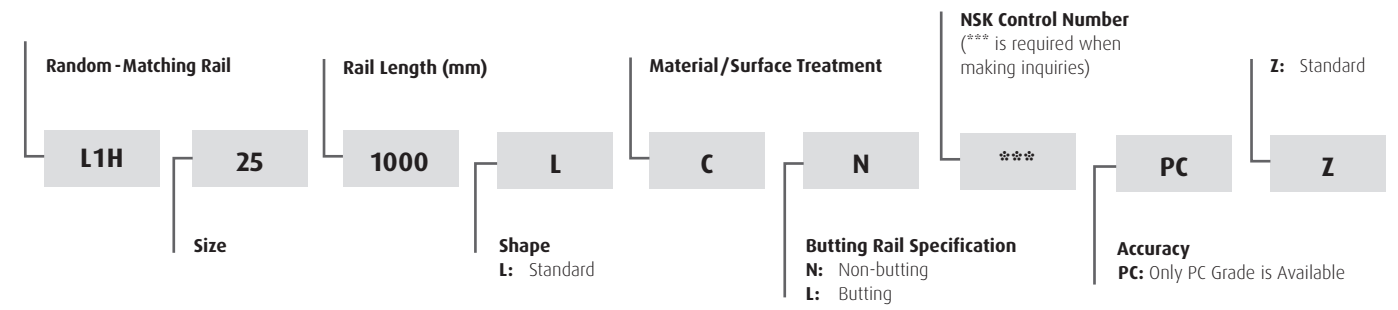 NSK Control Number
(*** is required when
making inquiries)
Random-Matching Rail
Rail Length (mm)
Material/Surface Treatment
Z: Standard
L1H 25 1000 L C N *** PC Z
Size
Shape
L: Standard
Butting Rail Specification
N: Non-butting
L: Butting
Accuracy
PC: Only PC Grade is Available